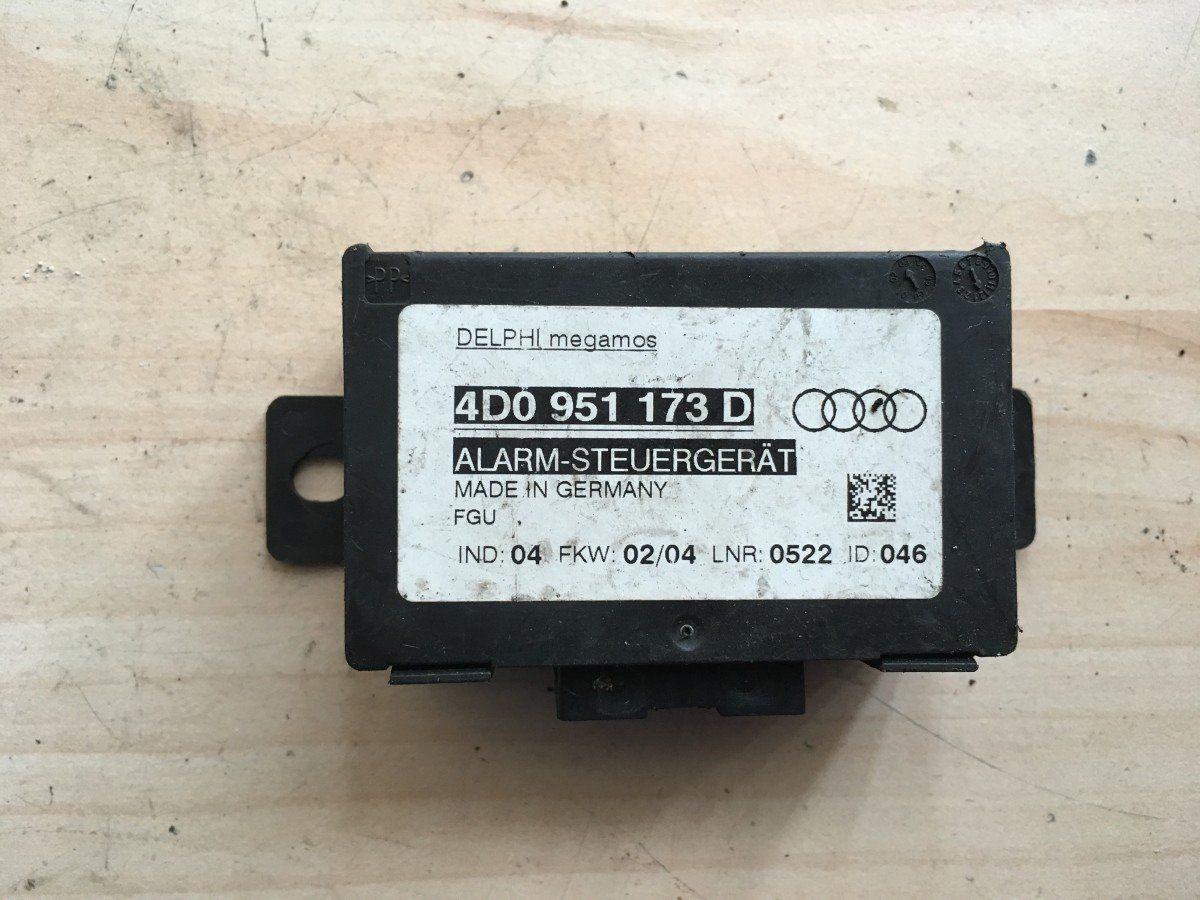 >PP<
DELPHI megamos
4D0 951 173 D
ALARM-STEUERGERÄT
MADE IN GERMANY
FGU
IND: 04 FKW: 02/04 LNR: 0522 ID: 046